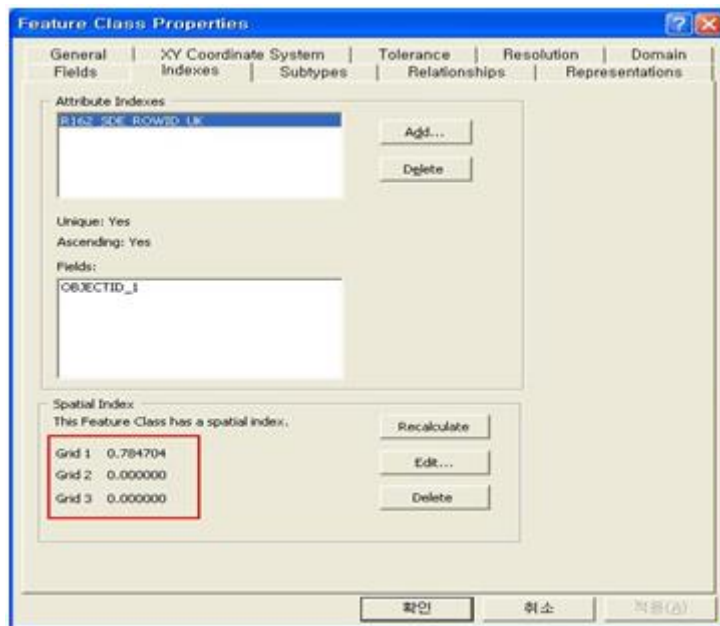 Feature Class Properties
General XY Coordinate System Tolerance Resolution Domain
Fields Indexes Subtypes Relationships Representations
Attribute Indexes
R162_SDE_ROWID_UK
Add...
Delete
Unique: Yes
Ascending: Yes
Fields:
OBJECTID_1
Spatial Index
This Feature Class has a spatial index.
Recalculate
Grid 1 0.784704
Edit...
Grid 2 0.000000
Grid 3 0.000000
Delete
확인 취소 적용(A)